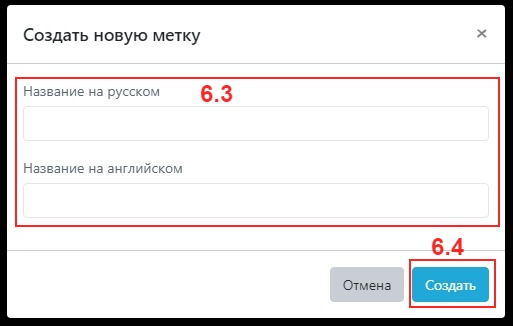 Создать новую метку ×
Название на русском 6.3
Название на английском
6.4
Отмена Создать